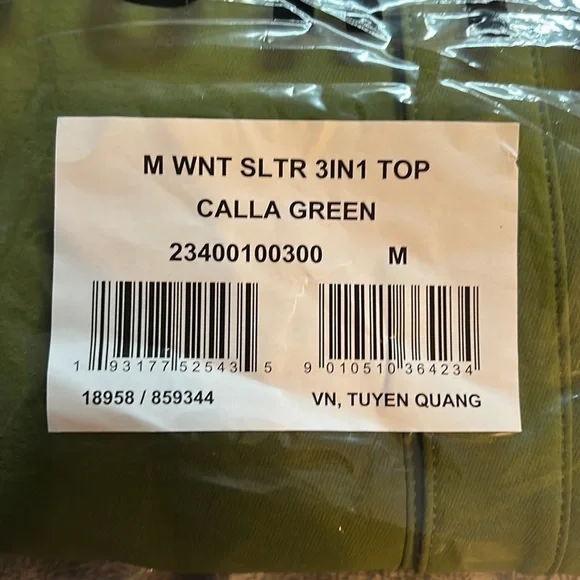 M WNT SLTR 3IN1 TOP
CALLA GREEN
23400100300 M
1 93177 52543 5 9 010510 364234
18958 / 859344 VN, TUYEN QUANG